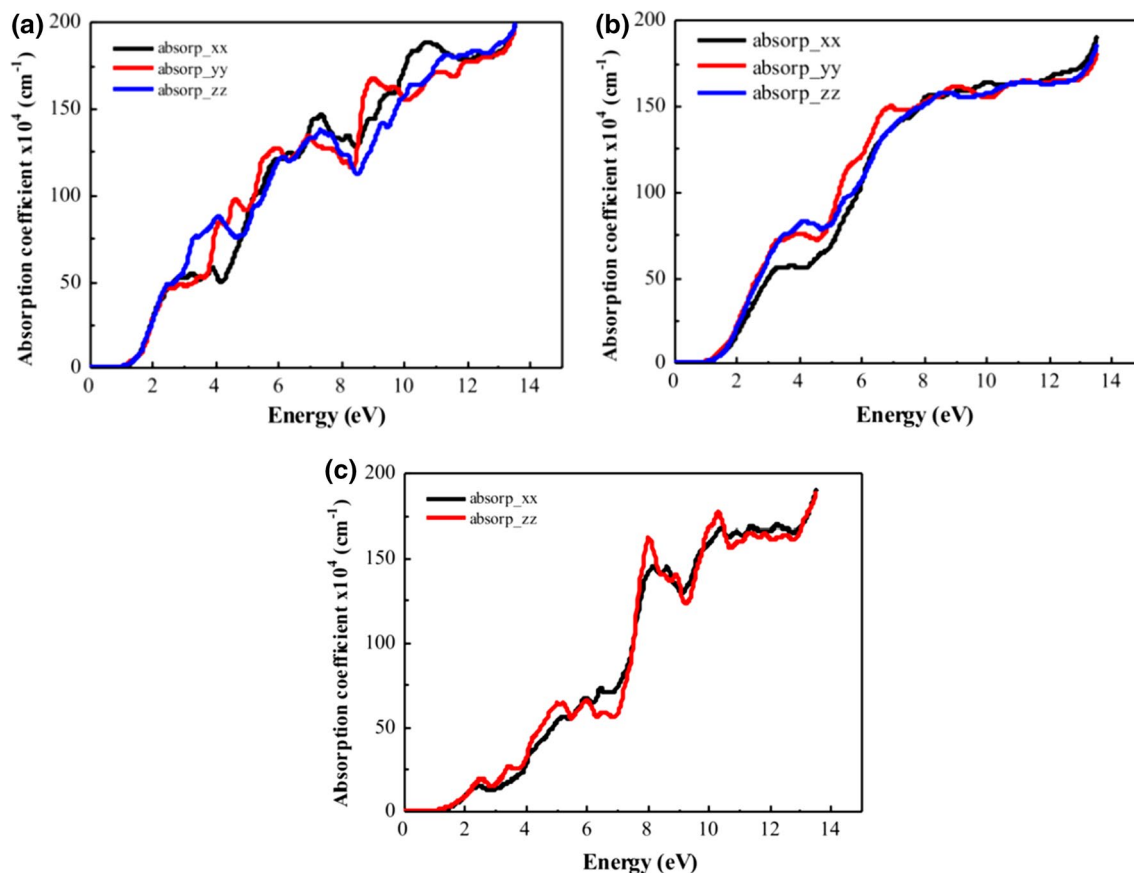 (a)
Absorption coefficient x10⁴ (cm⁻¹)
200
150
100
50
0
absorp_xx
absorp_yy
absorp_zz
0 2 4 6 8 10 12 14
Energy (eV)
(b)
Absorption coefficient x10⁴ (cm⁻¹)
200
150
100
50
0
absorp_xx
absorp_yy
absorp_zz
0 2 4 6 8 10 12 14
Energy (eV)
(c)
Absorption coefficient x10⁴ (cm⁻¹)
200
150
100
50
0
absorp_xx
absorp_zz
0 2 4 6 8 10 12 14
Energy (eV)